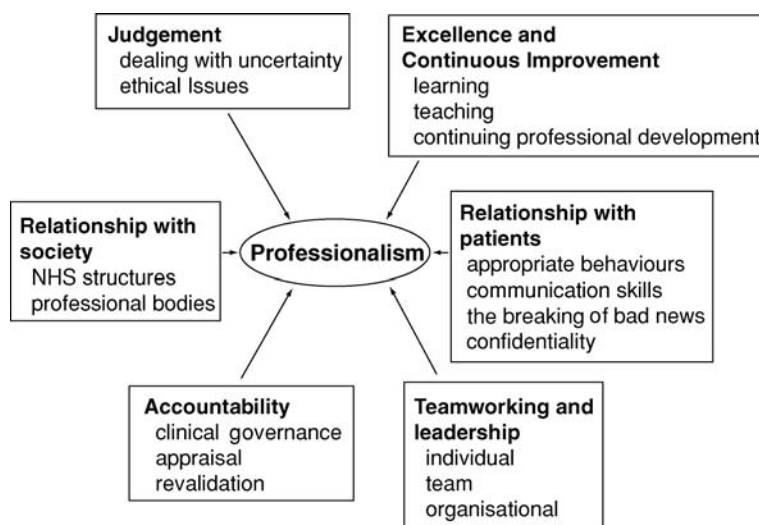 Judgement
dealing with uncertainty
ethical Issues
Excellence and
Continuous Improvement
learning
teaching
continuing professional development
Relationship with
society
NHS structures
professional bodies
Professionalism
Relationship with
patients
appropriate behaviours
communication skills
the breaking of bad news
confidentiality
Accountability
clinical governance
appraisal
revalidation
Teamworking and
leadership
individual
team
organisational